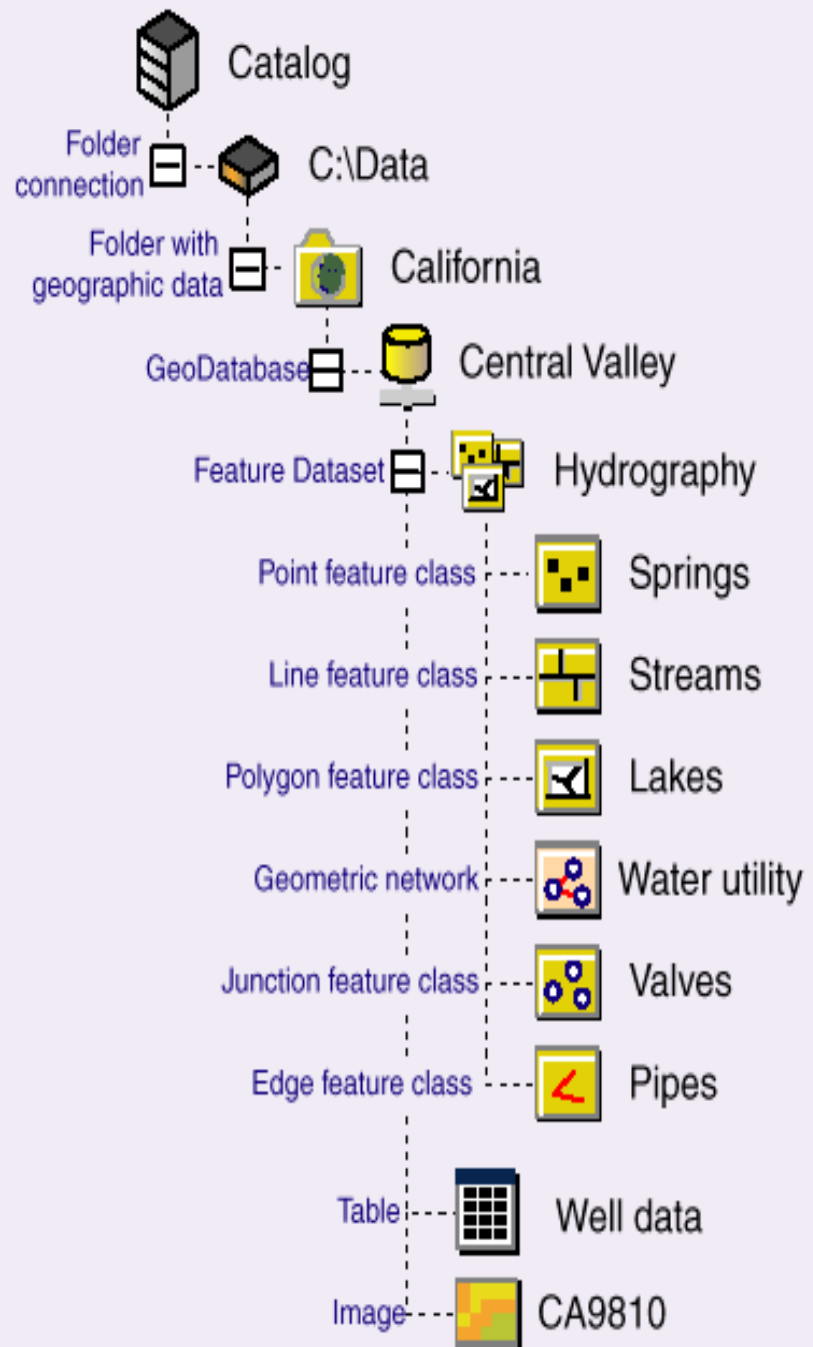 Catalog
Folder
connection
C:\Data
Folder with
geographic data
California
GeoDatabase
Central Valley
Feature Dataset
Hydrography
Point feature class
Springs
Line feature class
Streams
Polygon feature class
Lakes
Geometric network
Water utility
Junction feature class
Valves
Edge feature class
Pipes
Table
Well data
Image
CA9810